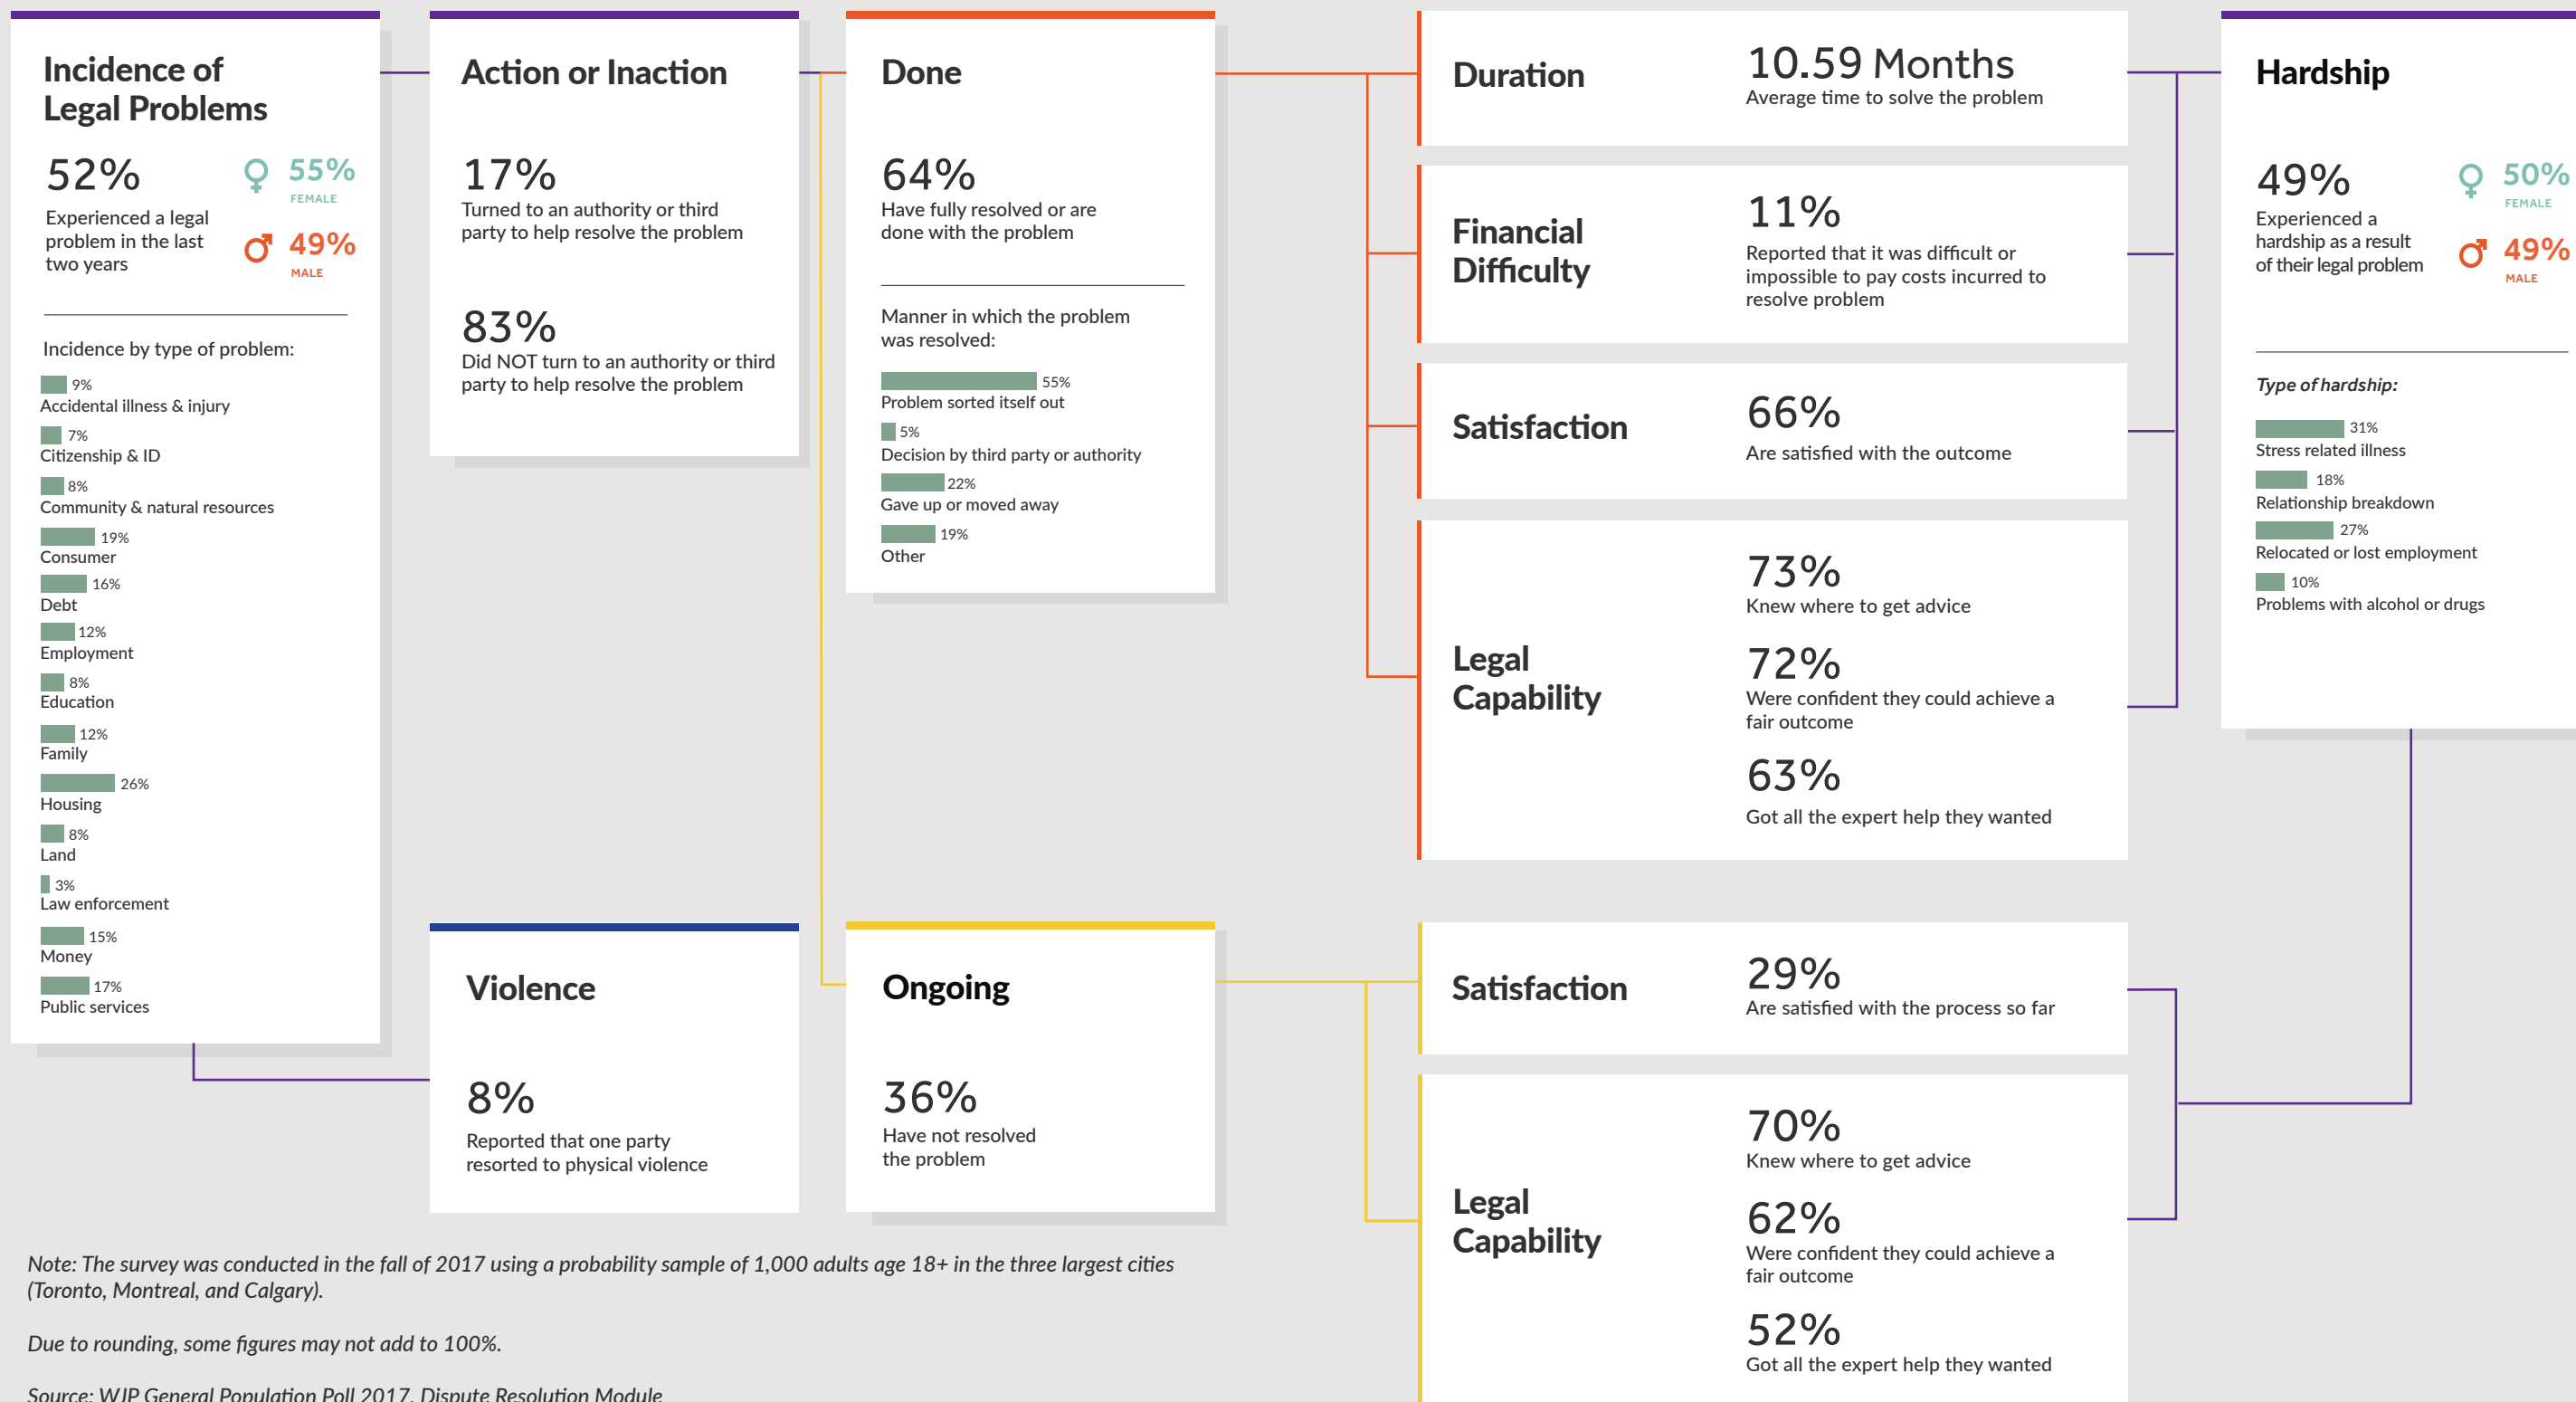 Incidence of
Legal Problems
52%
Experienced a legal
problem in the last
two years
55%
FEMALE
49%
MALE
Incidence by type of problem:
9%
Accidental illness & injury
7%
Citizenship & ID
8%
Community & natural resources
19%
Consumer
16%
Debt
12%
Employment
8%
Education
12%
Family
26%
Housing
8%
Land
3%
Law enforcement
15%
Money
17%
Public services
Action or Inaction
17%
Turned to an authority or third
party to help resolve the problem
83%
Did NOT turn to an authority or third
party to help resolve the problem
Violence
8%
Reported that one party
resorted to physical violence
Done
64%
Have fully resolved or are
done with the problem
Manner in which the problem
was resolved:
55%
Problem sorted itself out
5%
Decision by third party or authority
22%
Gave up or moved away
19%
Other
Ongoing
36%
Have not resolved
the problem
Duration
10.59 Months
Average time to solve the problem
Financial
Difficulty
11%
Reported that it was difficult or
impossible to pay costs incurred to
resolve problem
Satisfaction
66%
Are satisfied with the outcome
Legal
Capability
73%
Knew where to get advice
72%
Were confident they could achieve a
fair outcome
63%
Got all the expert help they wanted
Satisfaction
29%
Are satisfied with the process so far
Legal
Capability
70%
Knew where to get advice
62%
Were confident they could achieve a
fair outcome
52%
Got all the expert help they wanted
Hardship
49%
Experienced a
hardship as a result
of their legal problem
50%
FEMALE
49%
MALE
Type of hardship:
31%
Stress related illness
18%
Relationship breakdown
27%
Relocated or lost employment
10%
Problems with alcohol or drugs
Note: The survey was conducted in the fall of 2017 using a probability sample of 1,000 adults age 18+ in the three largest cities
(Toronto, Montreal, and Calgary).
Due to rounding, some figures may not add to 100%.
Source: WJP General Population Poll 2017, Dispute Resolution Module